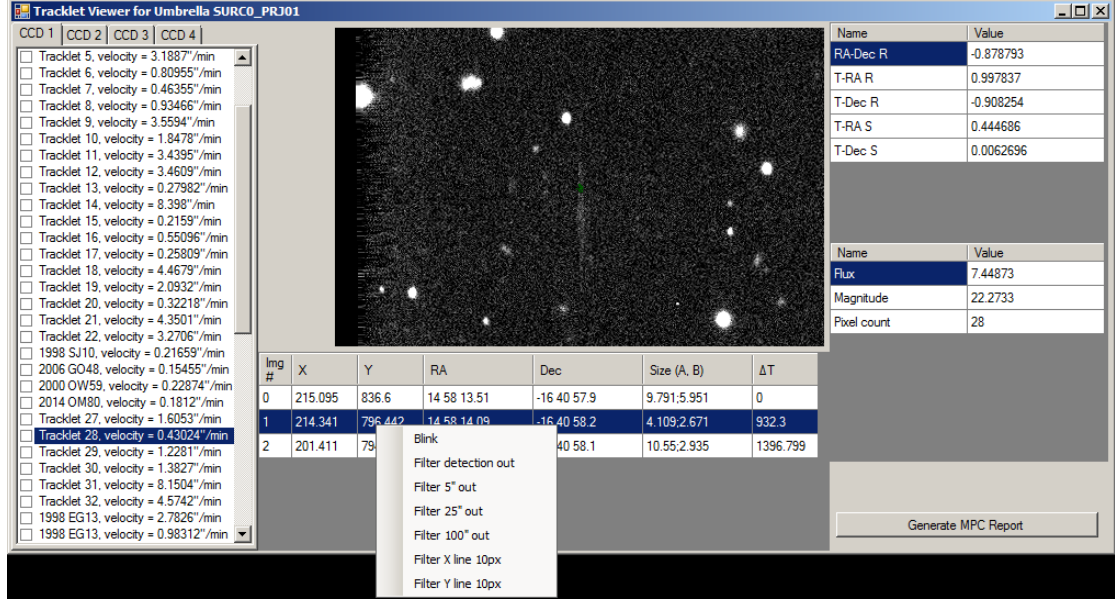 Tracklet Viewer for Umbrella SURC0_PRJ01
CCD 1 CCD 2 CCD 3 CCD 4
Tracklet 5, velocity = 3.1887"/min
Tracklet 6, velocity = 0.80955"/min
Tracklet 7, velocity = 0.46355"/min
Tracklet 8, velocity = 0.93466"/min
Tracklet 9, velocity = 3.5594"/min
Tracklet 10, velocity = 1.8478"/min
Tracklet 11, velocity = 3.4395"/min
Tracklet 12, velocity = 3.4609"/min
Tracklet 13, velocity = 0.27982"/min
Tracklet 14, velocity = 8.398"/min
Tracklet 15, velocity = 0.2159"/min
Tracklet 16, velocity = 0.55096"/min
Tracklet 17, velocity = 0.25809"/min
Tracklet 18, velocity = 4.4679"/min
Tracklet 19, velocity = 2.0932"/min
Tracklet 20, velocity = 0.32218"/min
Tracklet 21, velocity = 4.3501"/min
Tracklet 22, velocity = 3.2706"/min
1998 SJ10, velocity = 0.21659"/min
2006 GO48, velocity = 0.15455"/min
2000 OW59, velocity = 0.22874"/min
2014 OM80, velocity = 0.1812"/min
Tracklet 27, velocity = 1.6053"/min
Tracklet 28, velocity = 0.43024"/min
Tracklet 29, velocity = 1.2281"/min
Tracklet 30, velocity = 1.3827"/min
Tracklet 31, velocity = 8.1504"/min
Tracklet 32, velocity = 4.5742"/min
1998 EG13, velocity = 2.7826"/min
1998 EG13, velocity = 0.98312"/min
Img # X Y RA Dec Size (A, B) ΔT
0 215.095 836.6 14 58 13.51 -16 40 57.9 9.791;5.951 0
1 214.341 796.442 14 58 14.09 -16 40 58.2 4.109;2.671 932.3
2 201.411 40 58.1 10.55;2.935 1396.799
Blink
Filter detection out
Filter 5" out
Filter 25" out
Filter 100" out
Filter X line 10px
Filter Y line 10px
Name Value
RA-Dec R -0.878793
T-RA R 0.997837
T-Dec R -0.908254
T-RA S 0.444686
T-Dec S 0.0062696
Name Value
Flux 7.44873
Magnitude 22.2733
Pixel count 28
Generate MPC Report